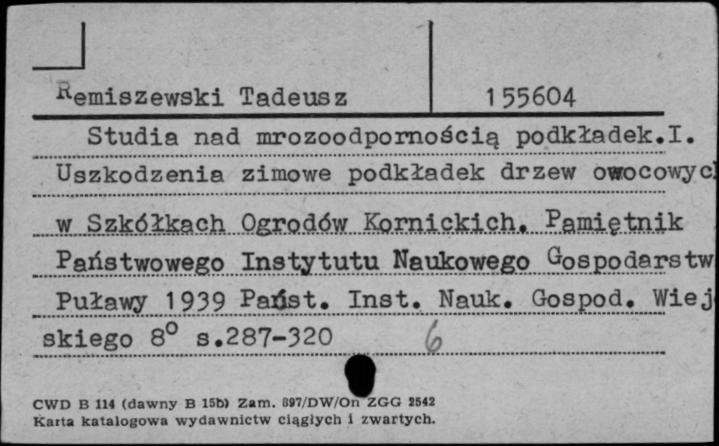 Remiszewski Tadeusz 155604
Studia nad mrozoodpornością podkładek.I.
Uszkodzenia zimowe podkładek drzew owocowyc
w Szkółkach Ogrodów Kornickich. Pamiętnik
Państwowego Instytutu Naukowego Gospodarstw
Puławy 1939 Państ. Inst. Nauk. Gospod. Wiej
skiego 8° s.287-320 6
CWD B 114 (dawny B 15b) Zam. 897/DW/On ZGG 2542
Karta katalogowa wydawnictw ciągłych i zwartych.